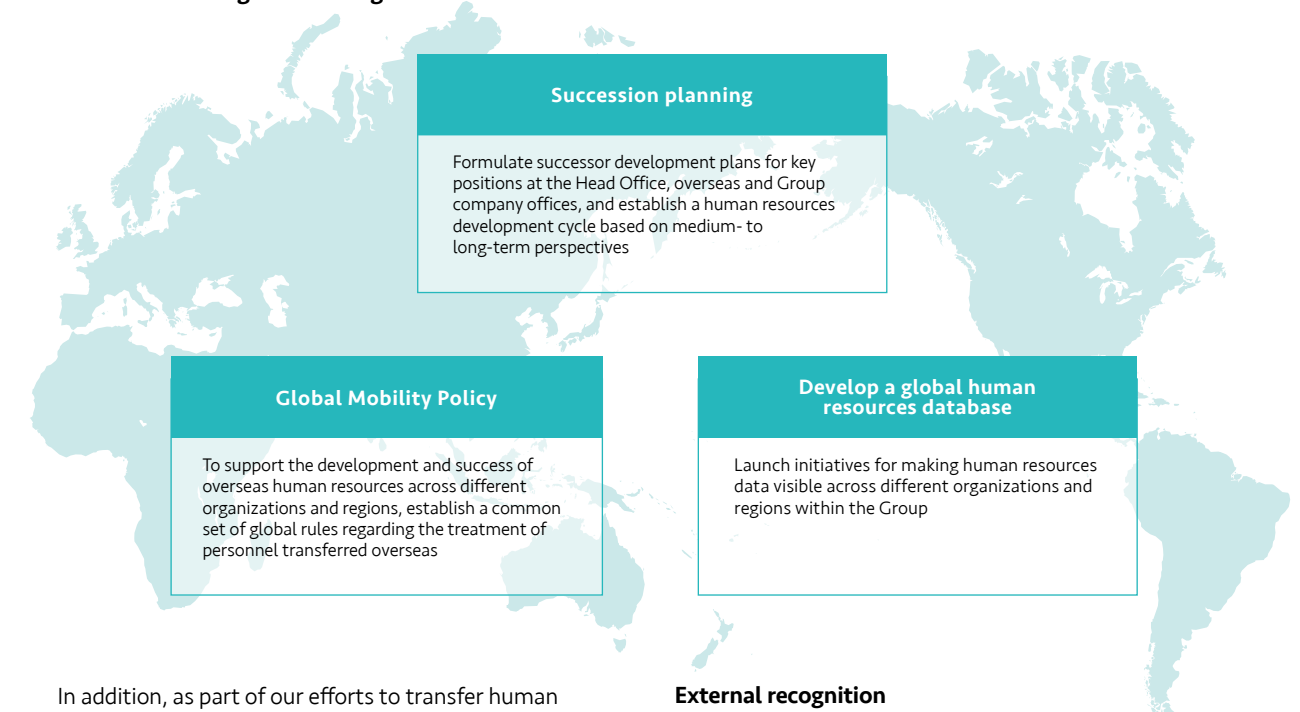 Succession planning
Formulate successor development plans for key
positions at the Head Office, overseas and Group
company offices, and establish a human resources
development cycle based on medium- to
long-term perspectives
Global Mobility Policy
To support the development and success of
overseas human resources across different
organizations and regions, establish a common
set of global rules regarding the treatment of
personnel transferred overseas
Develop a global human
resources database
Launch initiatives for making human resources
data visible across different organizations and
regions within the Group
In addition, as part of our efforts to transfer human
External recognition